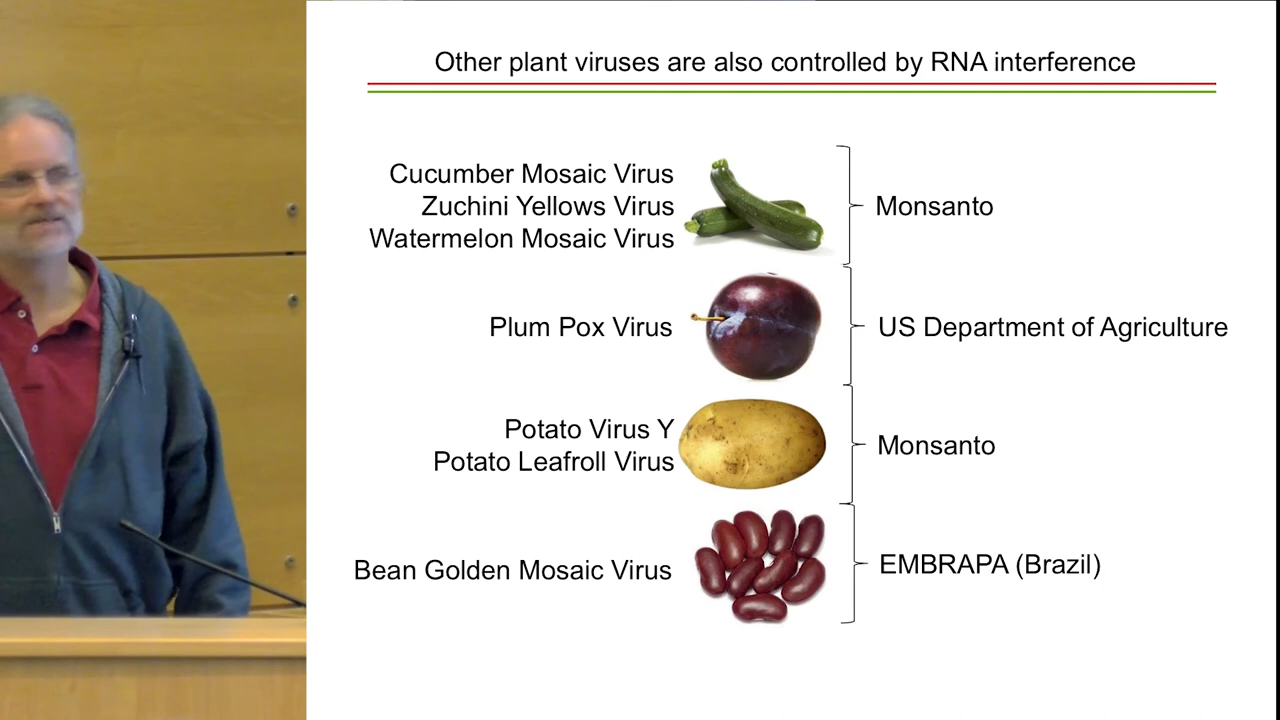 Other plant viruses are also controlled by RNA interference
Cucumber Mosaic Virus
Zuchini Yellows Virus
Watermelon Mosaic Virus
Monsanto
Plum Pox Virus
US Department of Agriculture
Potato Virus Y
Potato Leafroll Virus
Monsanto
Bean Golden Mosaic Virus
EMBRAPA (Brazil)